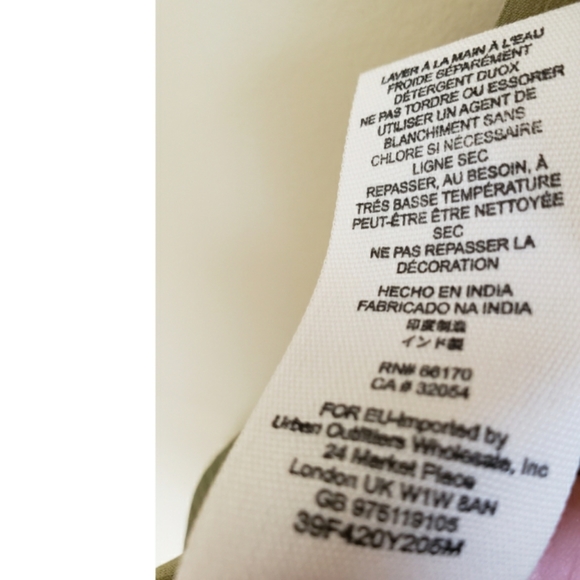 LAVER À LA MAIN À L'EAU
FROIDE SÉPARÉMENT
DÉTERGENT DUOX
NE PAS TORDRE OU ESSORER
UTILISER UN AGENT DE
BLANCHIMENT SANS
CHLORE SI NÉCESSAIRE
LIGNE SEC
REPASSER, AU BESOIN, À
TRÉS BASSE TEMPÉRATURE
PEUT-ÊTRE ÊTRE NETTOYÉE
SEC
NE PAS REPASSER LA
DÉCORATION
HECHO EN INDIA
FABRICADO NA INDIA
印度制造
インド製
RN# 66170
CA # 32054
FOR EU-Imported by
Urban Outfitters Wholesale, Inc
24 Market Place
London UK W1W 8AN
GB 975119105
39F420Y205M